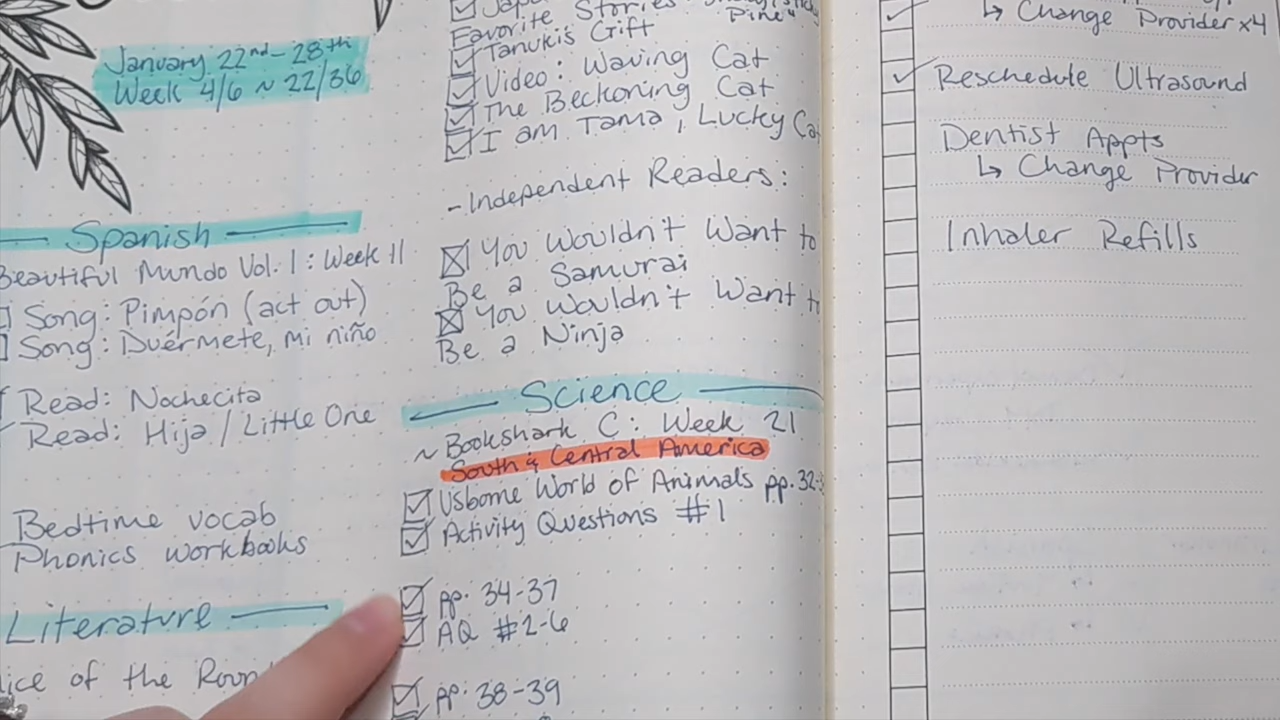 January 22nd - 28th
Week 4/6 ~ 22/36
Spanish
Beautiful Mundo Vol. 1: Week 11
Song: Pimpón (act out)
Song: Duérmete, mi niño
Read: Nochecita
Read: Hija / Little One
Bedtime vocab
Phonics workbooks
Literature
of the
Favorite Stories
Pine"
Tanuki's Gift
Video: Waving Cat
The Beckoning Cat
I am Tama, Lucky
- Independent Readers:
You Wouldn't Want to
Be a Samurai
You Wouldn't Want
Be a Ninja
Science
~ Bookshark C: Week 21
South & Central America
Usborne World of Animals pp. 32-
Activity Questions #1
pp. 34-37
AQ #2-6
pp. 38-39
↳ Change Provider x4
Reschedule Ultrasound
Dentist Appts
↳ Change Provider
Inhaler Refills